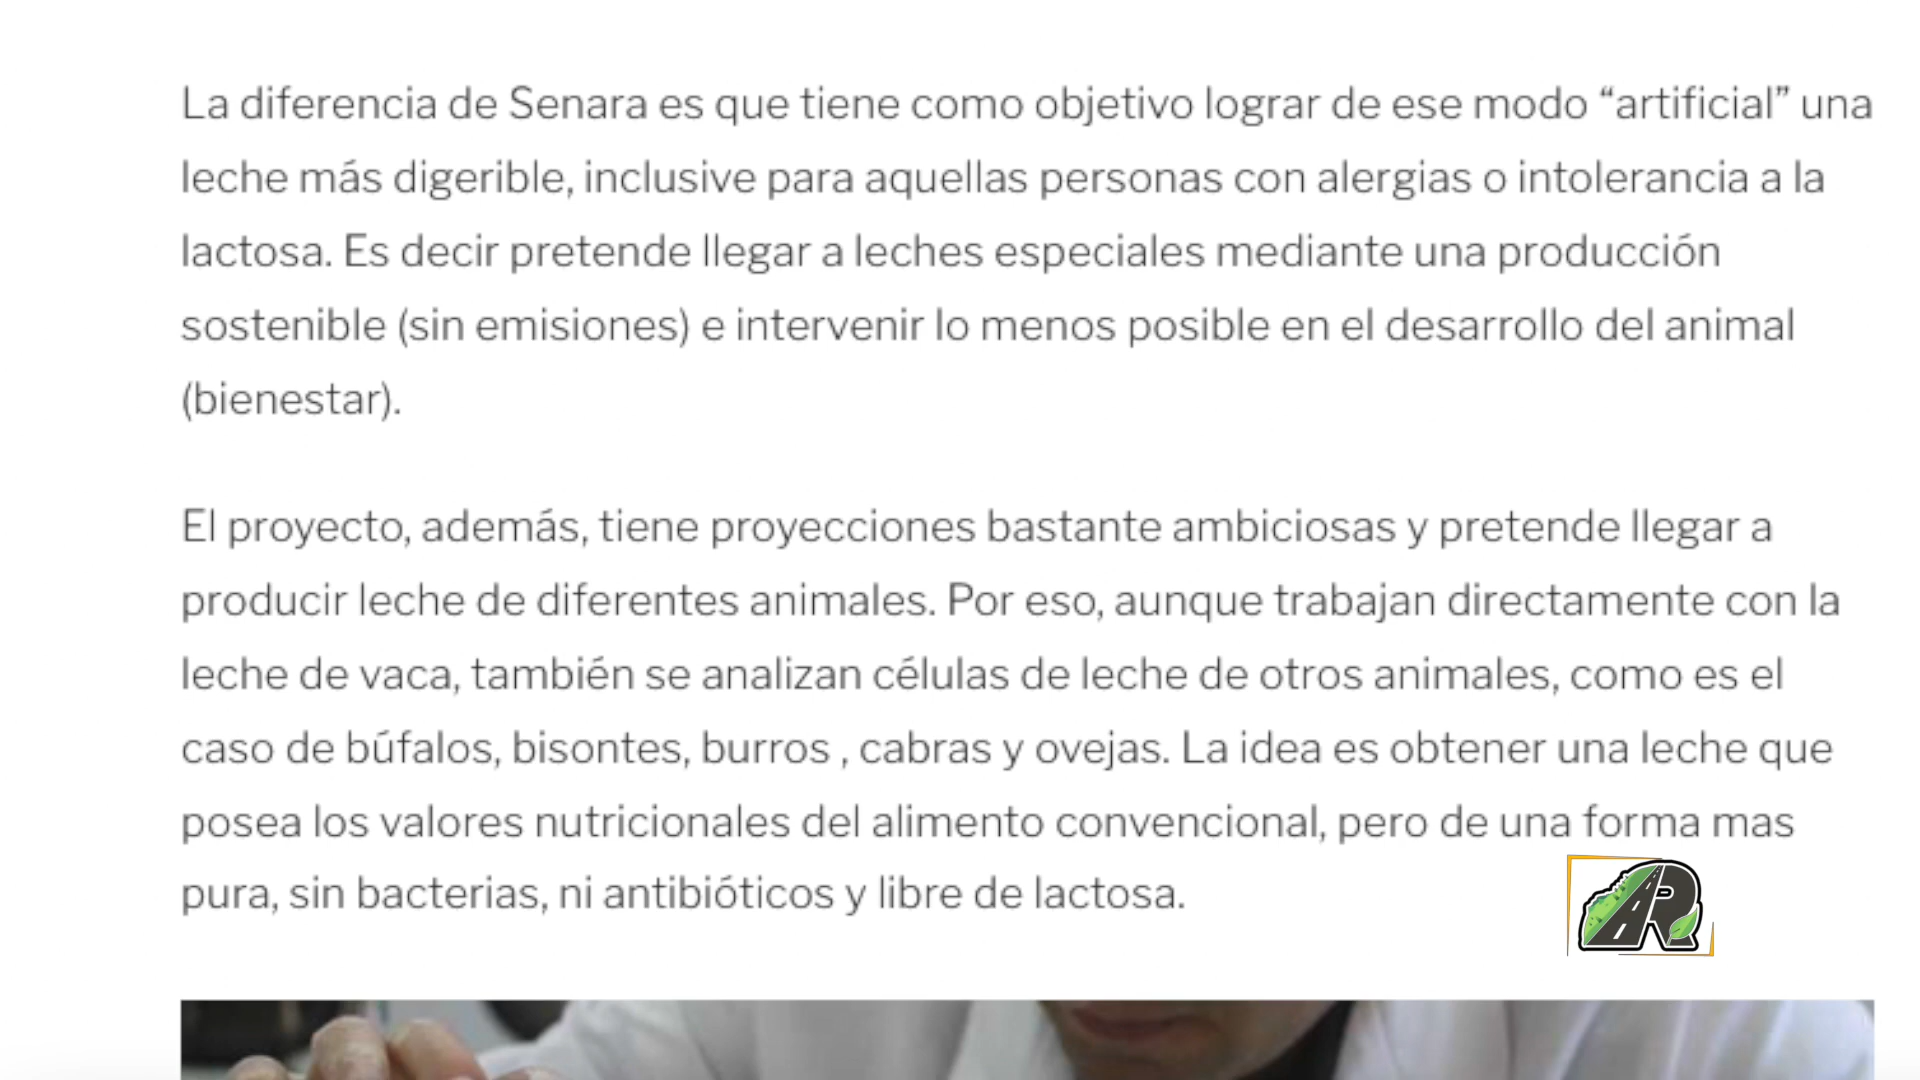 La diferencia de Senara es que tiene como objetivo lograr de ese modo “artificial” una
leche más digerible, inclusive para aquellas personas con alergias o intolerancia a la
lactosa. Es decir pretende llegar a leches especiales mediante una producción
sostenible (sin emisiones) e intervenir lo menos posible en el desarrollo del animal
(bienestar).
El proyecto, además, tiene proyecciones bastante ambiciosas y pretende llegar a
producir leche de diferentes animales. Por eso, aunque trabajan directamente con la
leche de vaca, también se analizan células de leche de otros animales, como es el
caso de búfalos, bisontes, burros , cabras y ovejas. La idea es obtener una leche que
posea los valores nutricionales del alimento convencional, pero de una forma mas
pura, sin bacterias, ni antibióticos y libre de lactosa.
R